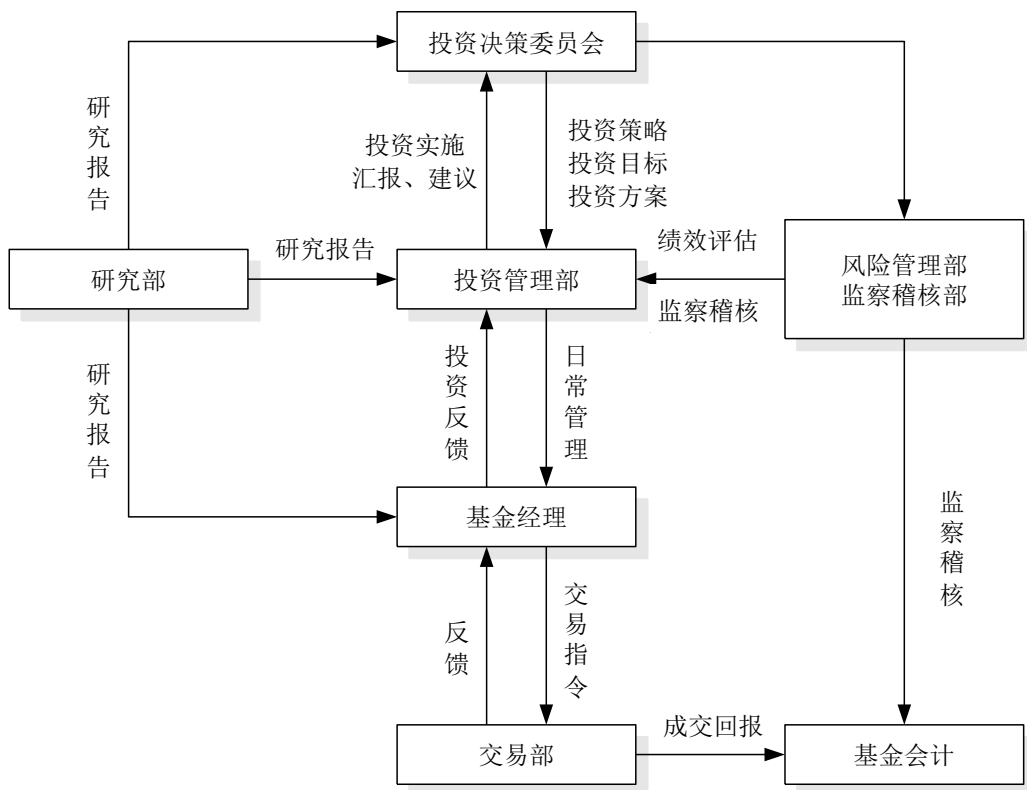 投资决策委员会
研究报告
投资实施
汇报、建议
投资策略
投资目标
投资方案
研究部
研究报告
投资管理部
绩效评估
监察稽核
风险管理部
监察稽核部
研究报告
投资反馈
日常管理
基金经理
监察稽核
反馈
交易指令
交易部
成交回报
基金会计